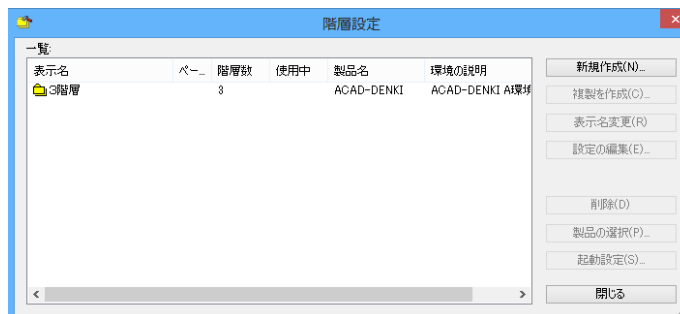 階層設定
一覧:
表示名 ペー... 階層数 使用中 製品名 環境の説明
3階層 3 ACAD-DENKI ACAD-DENKI A環境
新規作成(N)...
複製を作成(C)...
表示名変更(R)
設定の編集(E)...
削除(D)
製品の選択(P)...
起動設定(S)...
閉じる